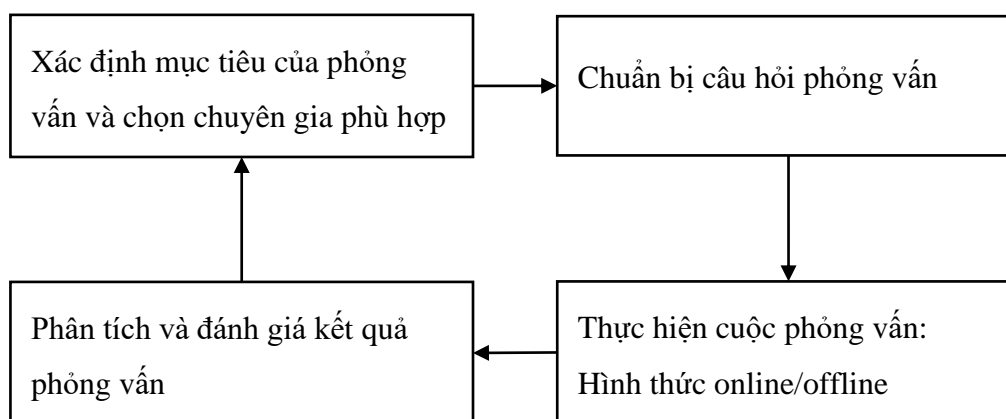 Xác định mục tiêu của phỏng
vấn và chọn chuyên gia phù hợp
Chuẩn bị câu hỏi phỏng vấn
Thực hiện cuộc phỏng vấn:
Hình thức online/offline
Phân tích và đánh giá kết quả
phỏng vấn